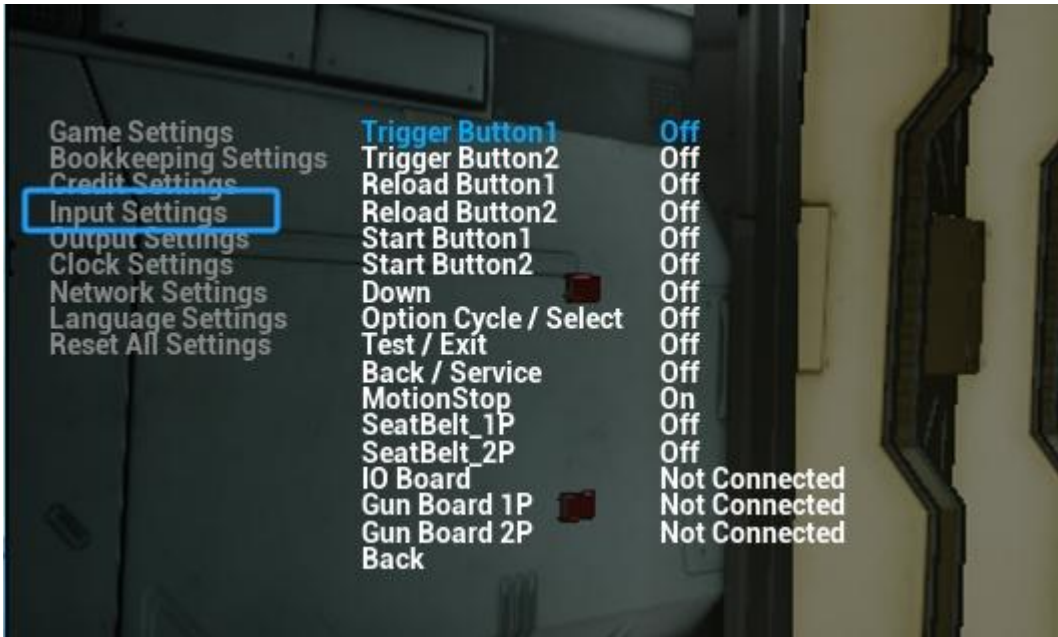 Game Settings
Bookkeeping Settings
Credit Settings
Input Settings
Output Settings
Clock Settings
Network Settings
Language Settings
Reset All Settings
Trigger Button1 Off
Trigger Button2 Off
Reload Button1 Off
Reload Button2 Off
Start Button1 Off
Start Button2 Off
Down Off
Option Cycle / Select Off
Test / Exit Off
Back / Service Off
MotionStop On
SeatBelt_1P Off
SeatBelt_2P Off
IO Board Not Connected
Gun Board 1P Not Connected
Gun Board 2P Not Connected
Back